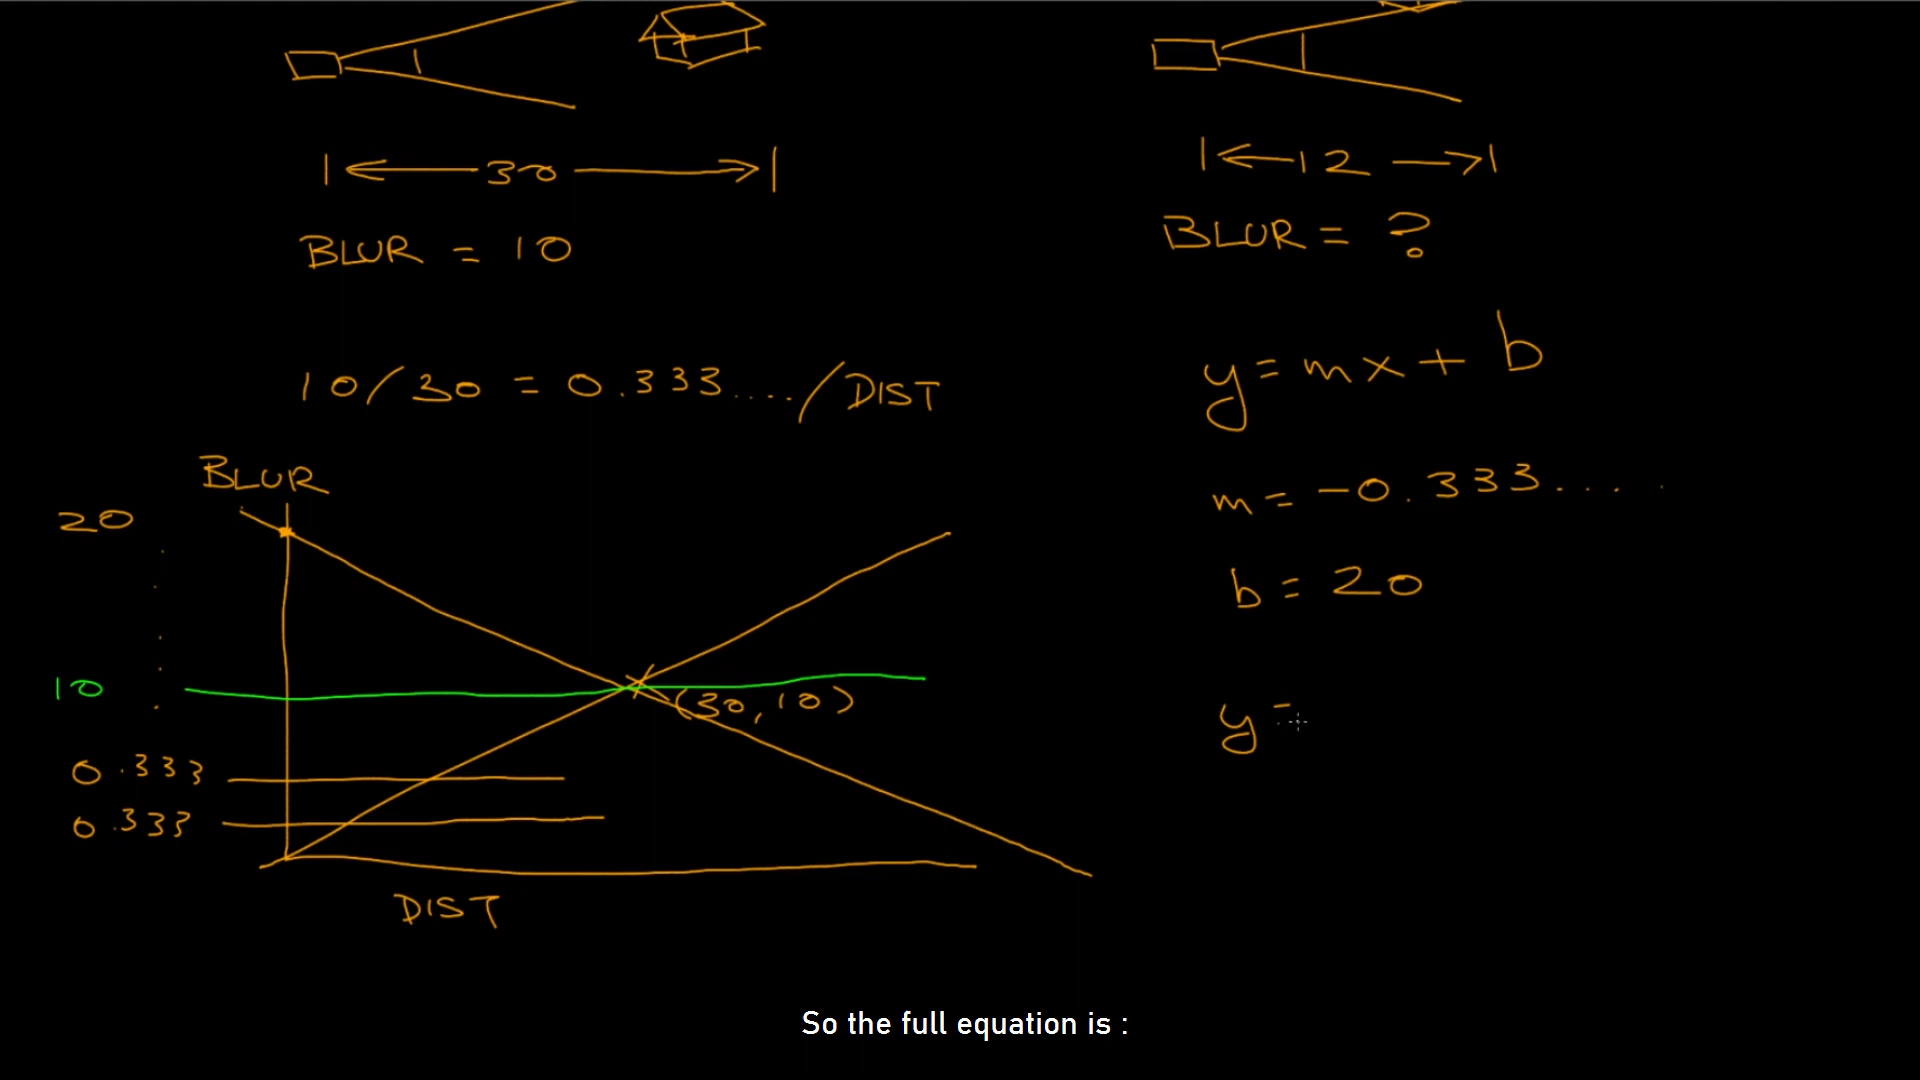 30
BLUR = 10
10/30 = 0.333..../DIST
BLUR
20
10
(30,10)
0.333
0.333
DIST
12
BLUR = ?
y = mx + b
m = -0.333.....
b = 20
y =
So the full equation is :